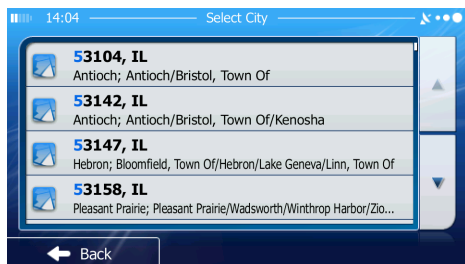 14:04
Select City
53104, IL
Antioch; Antioch/Bristol, Town Of
53142, IL
Antioch; Antioch/Bristol, Town Of/Kenosha
53147, IL
Hebron; Bloomfield, Town Of/Hebron/Lake Geneva/Linn, Town Of
53158, IL
Pleasant Prairie; Pleasant Prairie/Wadsworth/Winthrop Harbor/Zio...
Back